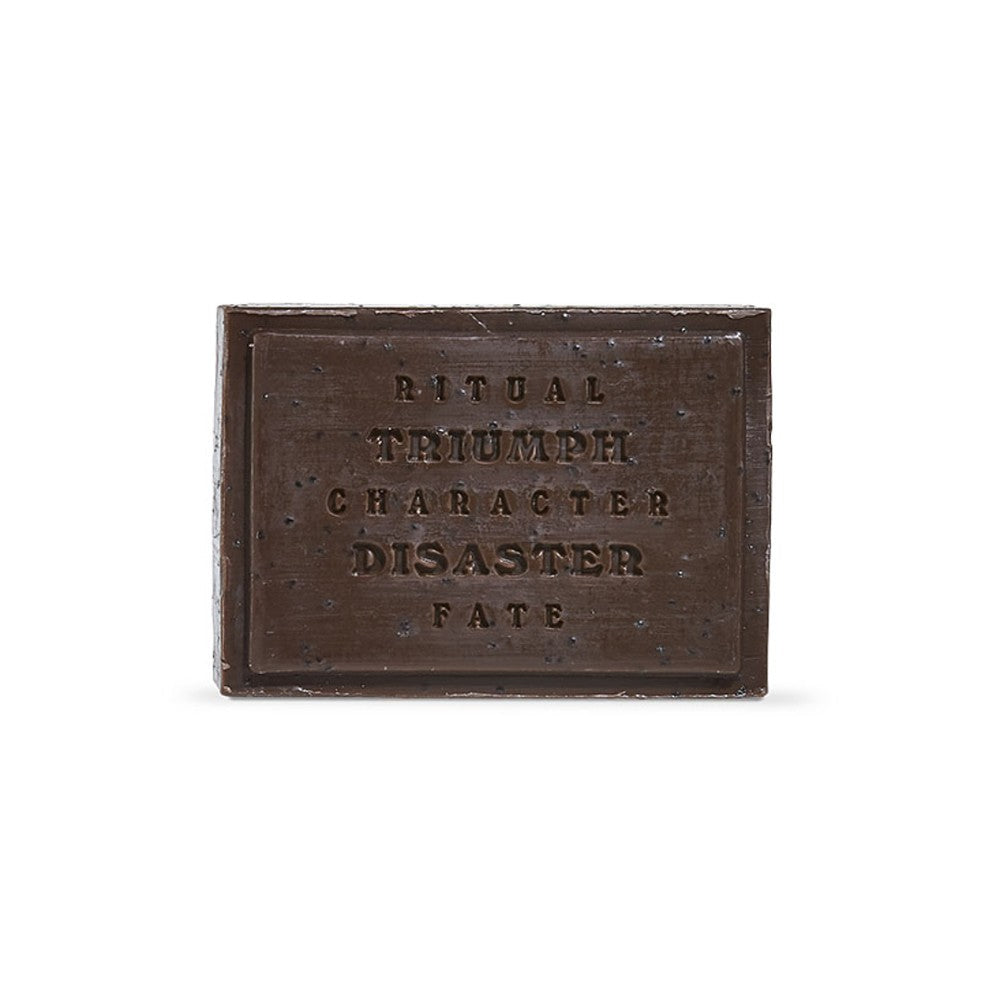 RITUAL
TRIUMPH
CHARACTER
DISASTER
FATE